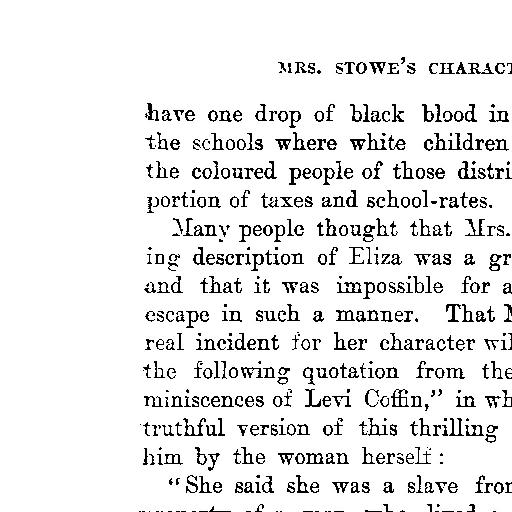 MRS. STOWE'S CHARACT
have one drop of black blood in
the schools where white children
the coloured people of those distri
portion of taxes and school-rates.
Many people thought that Mrs.
ing description of Eliza was a gr
and that it was impossible for a
escape in such a manner. That M
real incident for her character wil
the following quotation from the
miniscences of Levi Coffin," in wh
truthful version of this thrilling
him by the woman herself:
"She said she was a slave fron